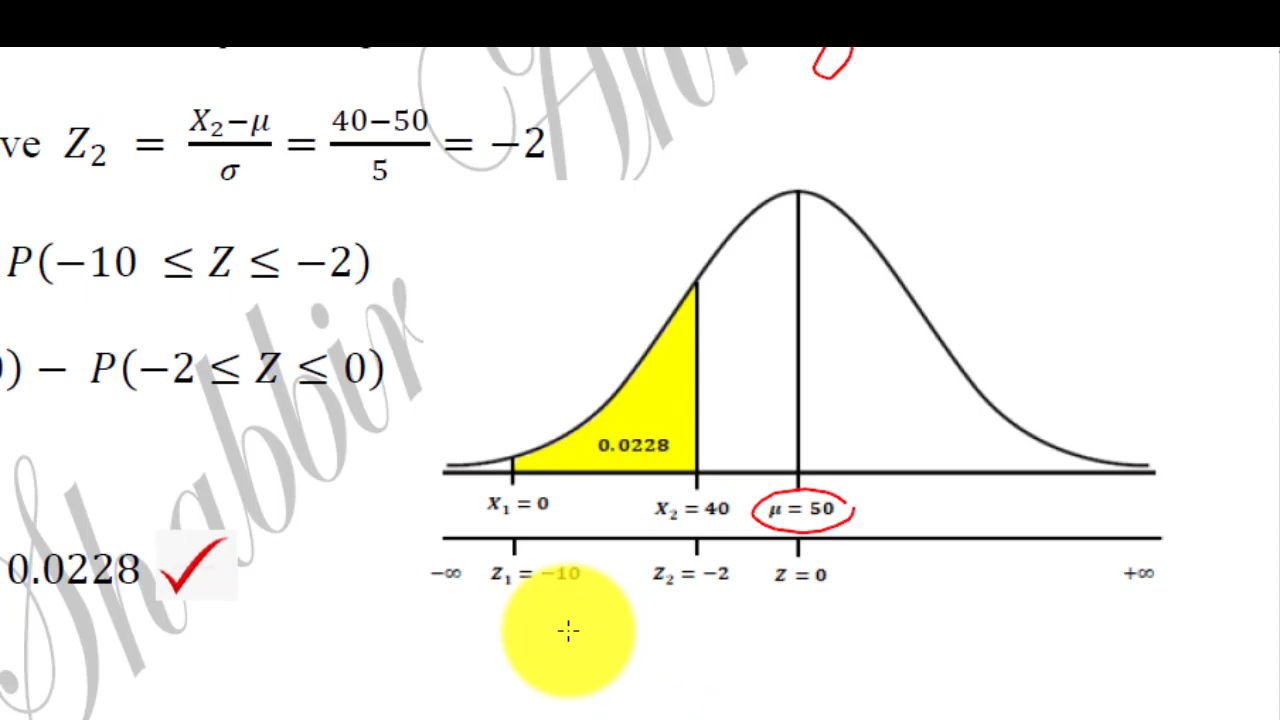 ve Z₂ = X₂−μ / σ = 40−50 / 5 = −2
P(−10 ≤ Z ≤ −2)
) − P(−2 ≤ Z ≤ 0)
0.0228
0.0228
X₁ = 0 X₂ = 40 μ = 50
−∞ Z₁ = −10 Z₂ = −2 Z = 0 +∞
Shabbir